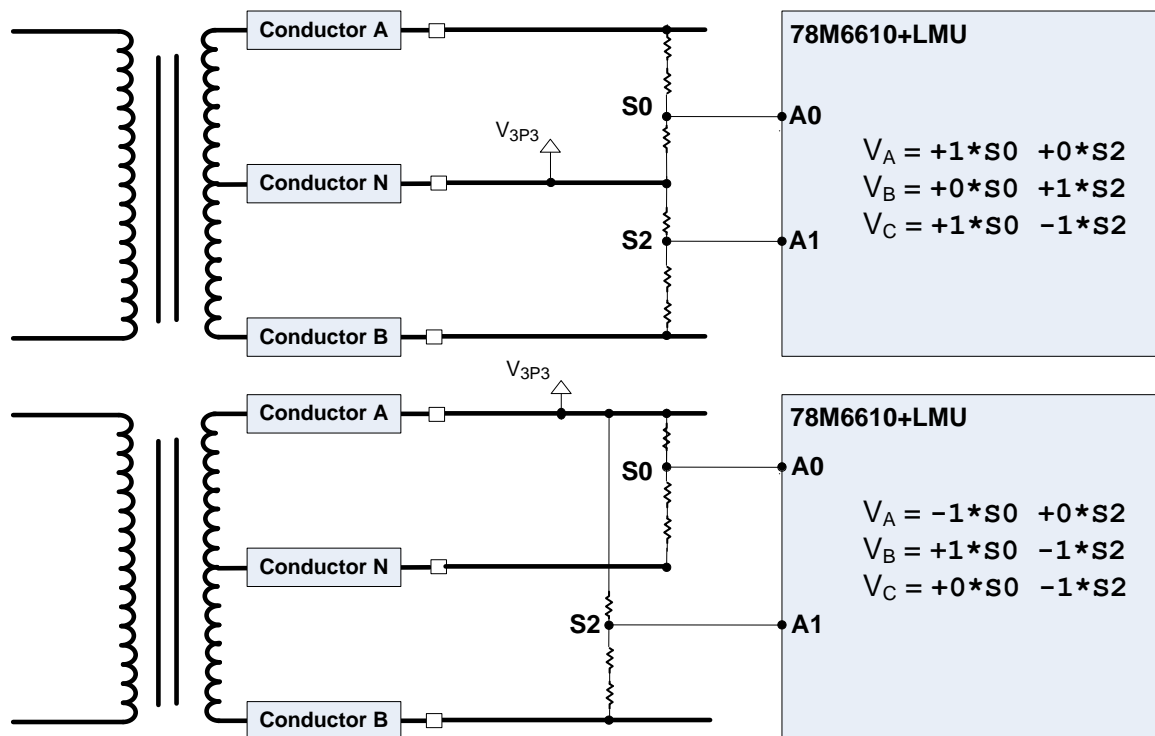 Conductor A
78M6610+LMU
S0
A0
V3P3
VA = +1*S0 +0*S2
Conductor N
VB = +0*S0 +1*S2
VC = +1*S0 -1*S2
S2
A1
Conductor B
V3P3
Conductor A
78M6610+LMU
S0
A0
VA = -1*S0 +0*S2
VB = +1*S0 -1*S2
Conductor N
VC = +0*S0 -1*S2
S2
A1
Conductor B